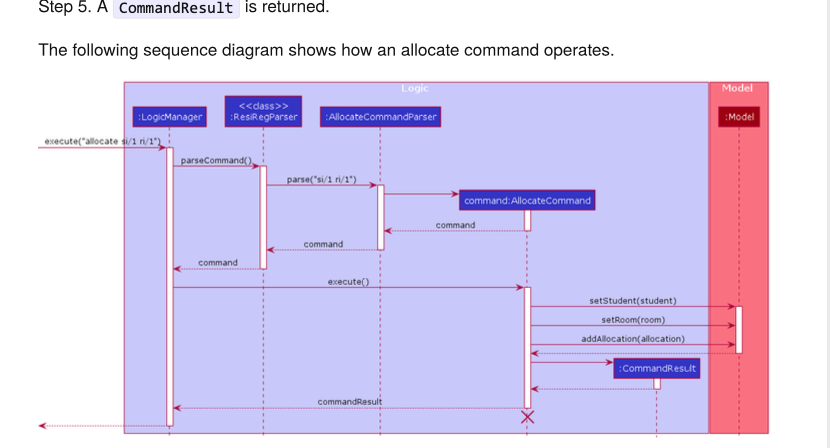 Step 5. A CommandResult is returned.
The following sequence diagram shows how an allocate command operates.
Logic
Model
<<class>>
:LogicManager
:ResiRegParser
:AllocateCommandParser
:Model
execute("allocate si/1 ri/1")
parseCommand()
parse("si/1 ri/1")
command:AllocateCommand
command
command
command
execute()
setStudent(student)
setRoom(room)
addAllocation(allocation)
:CommandResult
commandResult